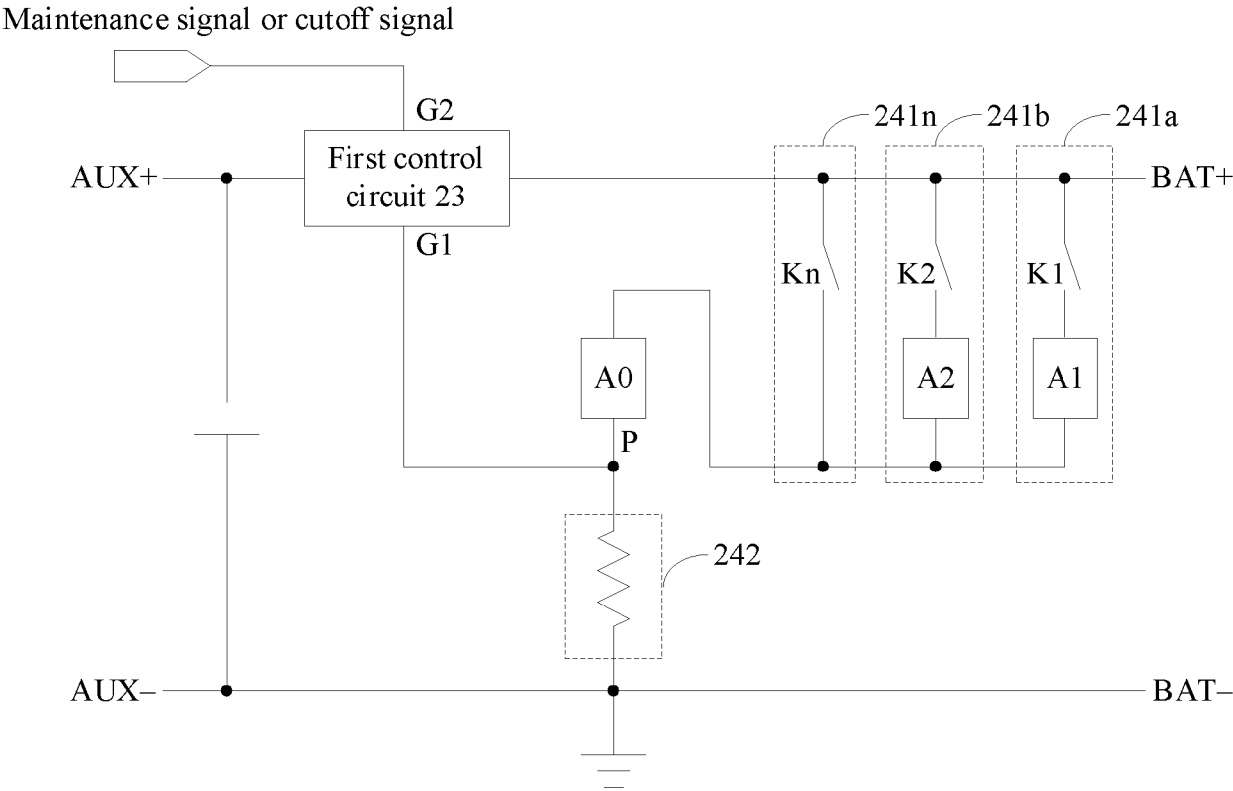 Maintenance signal or cutoff signal
G2
241n
241b
241a
AUX+
First control
circuit 23
BAT+
G1
Kn
K2
K1
A0
A2
A1
P
242
AUX–
BAT–